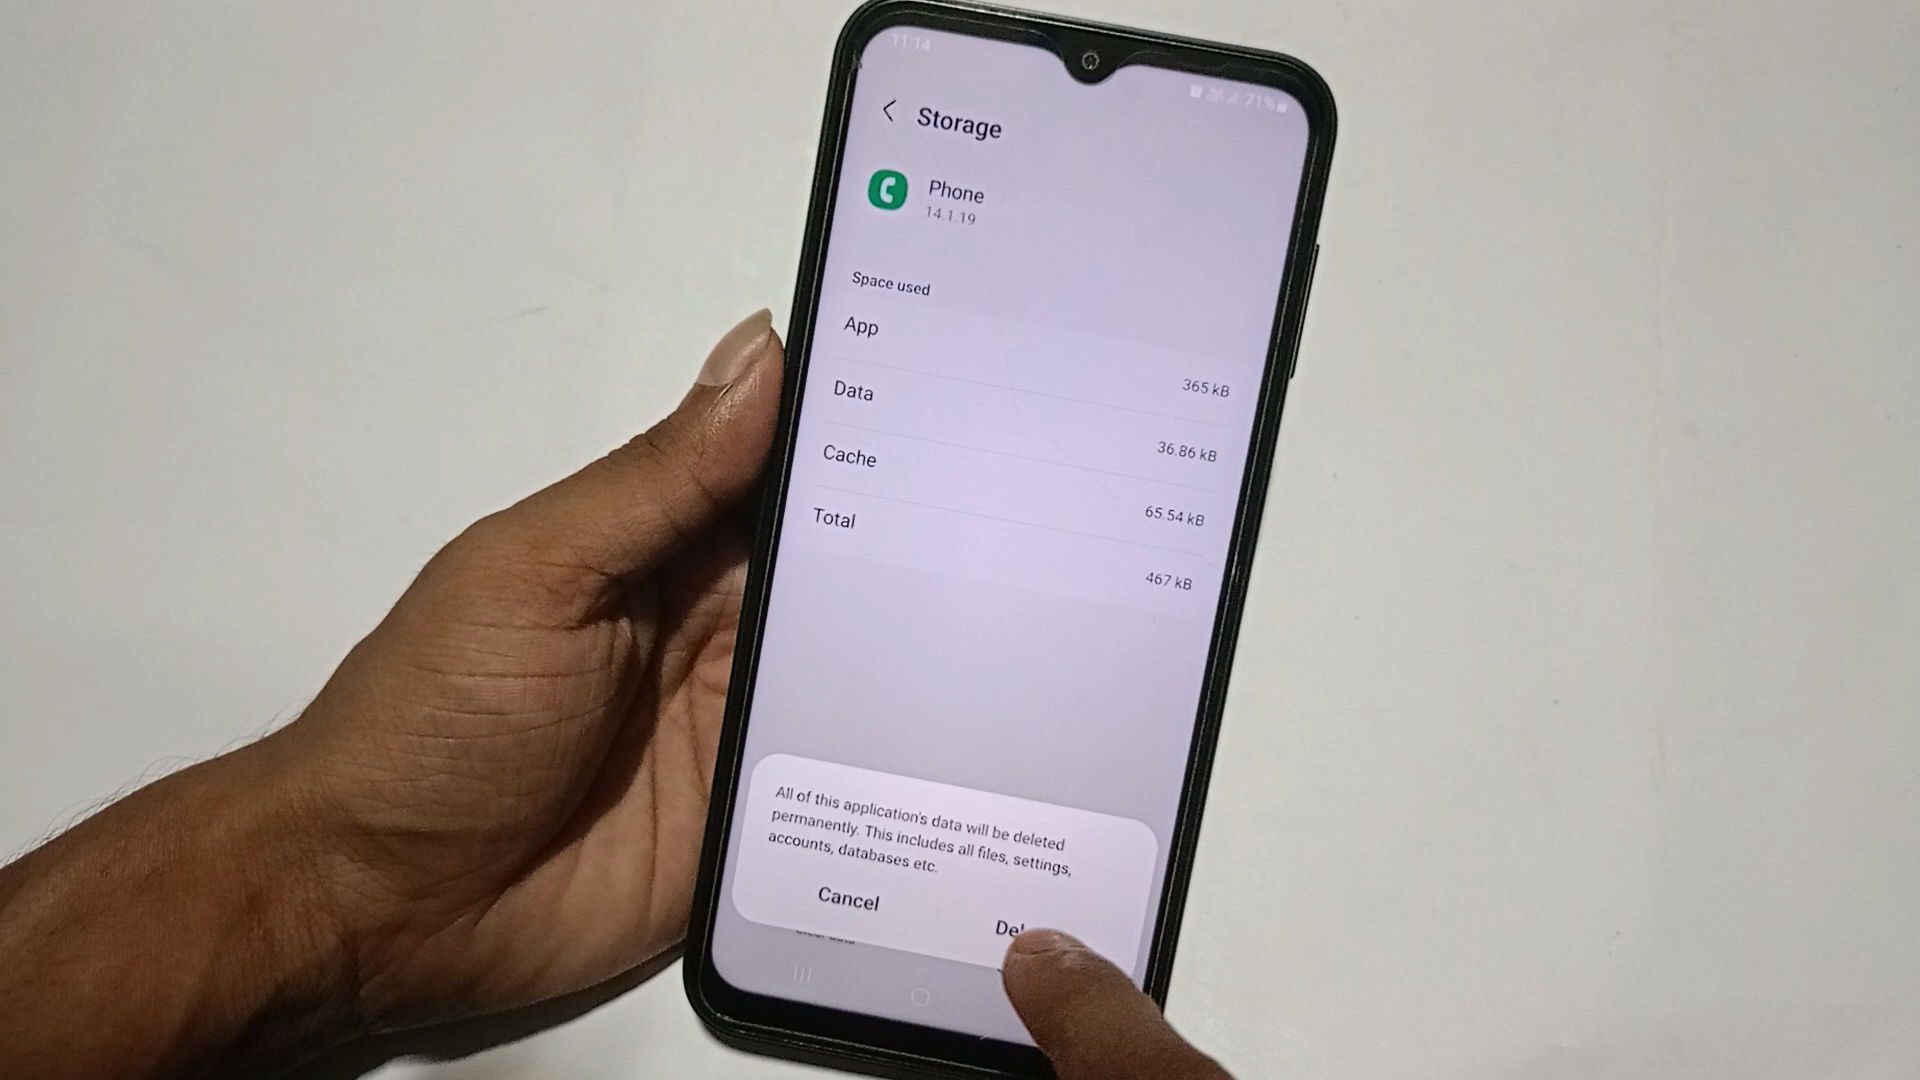 11:14
71%
Storage
Phone
14.1.19
Space used
App
365 kB
Data
36.86 kB
Cache
65.54 kB
Total
467 kB
All of this application's data will be deleted
permanently. This includes all files, settings,
accounts, databases etc.
Cancel